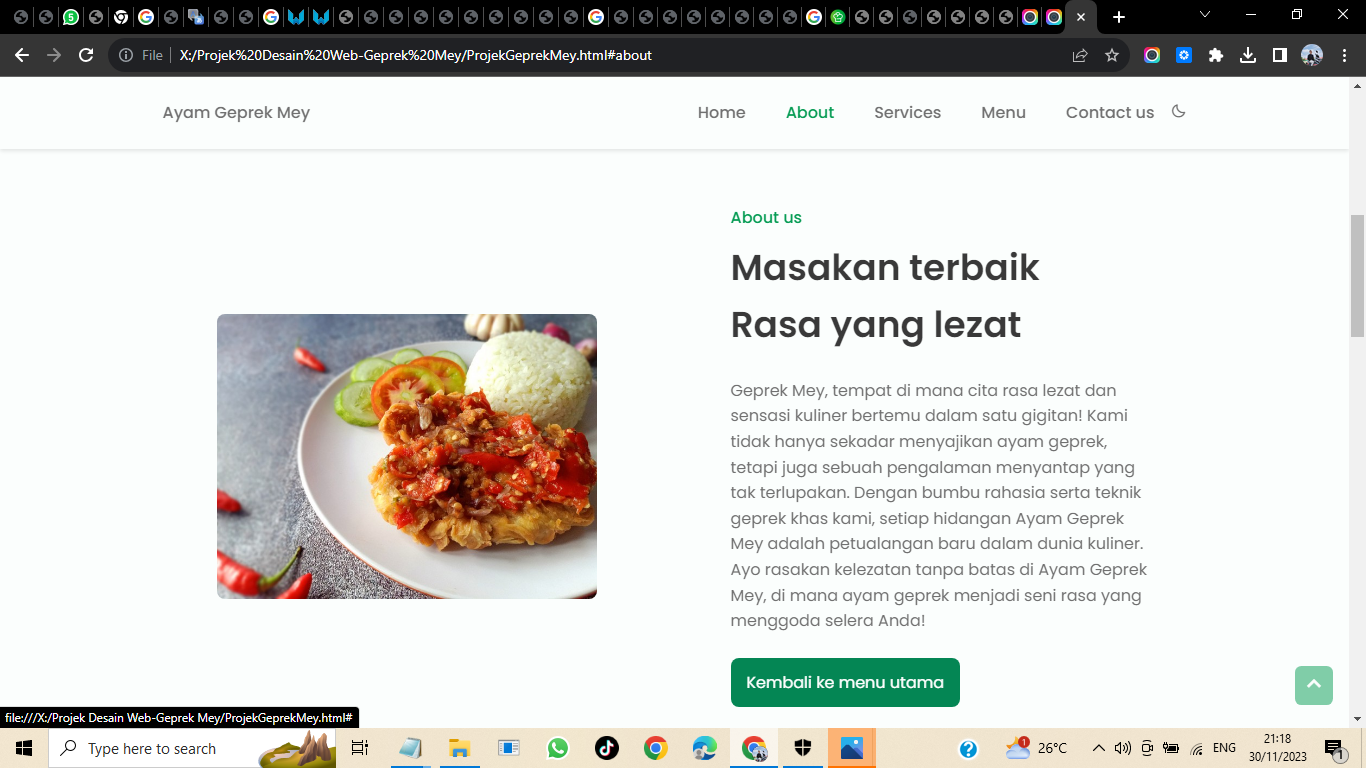 5
File
X:/Projek%20Desain%20Web-Geprek%20Mey/ProjekGeprekMey.html#about
Ayam Geprek Mey
Home
About
Services
Menu
Contact us
About us
Masakan terbaik
Rasa yang lezat
Geprek Mey, tempat di mana cita rasa lezat dan
sensasi kuliner bertemu dalam satu gigitan! Kami
tidak hanya sekadar menyajikan ayam geprek,
tetapi juga sebuah pengalaman menyantap yang
tak terlupakan. Dengan bumbu rahasia serta teknik
geprek khas kami, setiap hidangan Ayam Geprek
Mey adalah petualangan baru dalam dunia kuliner.
Ayo rasakan kelezatan tanpa batas di Ayam Geprek
Mey, di mana ayam geprek menjadi seni rasa yang
menggoda selera Anda!
Kembali ke menu utama
file:///X:/Projek Desain Web-Geprek Mey/ProjekGeprekMey.html#
Type here to search
1
26°C
ENG
21:18
30/11/2023
1